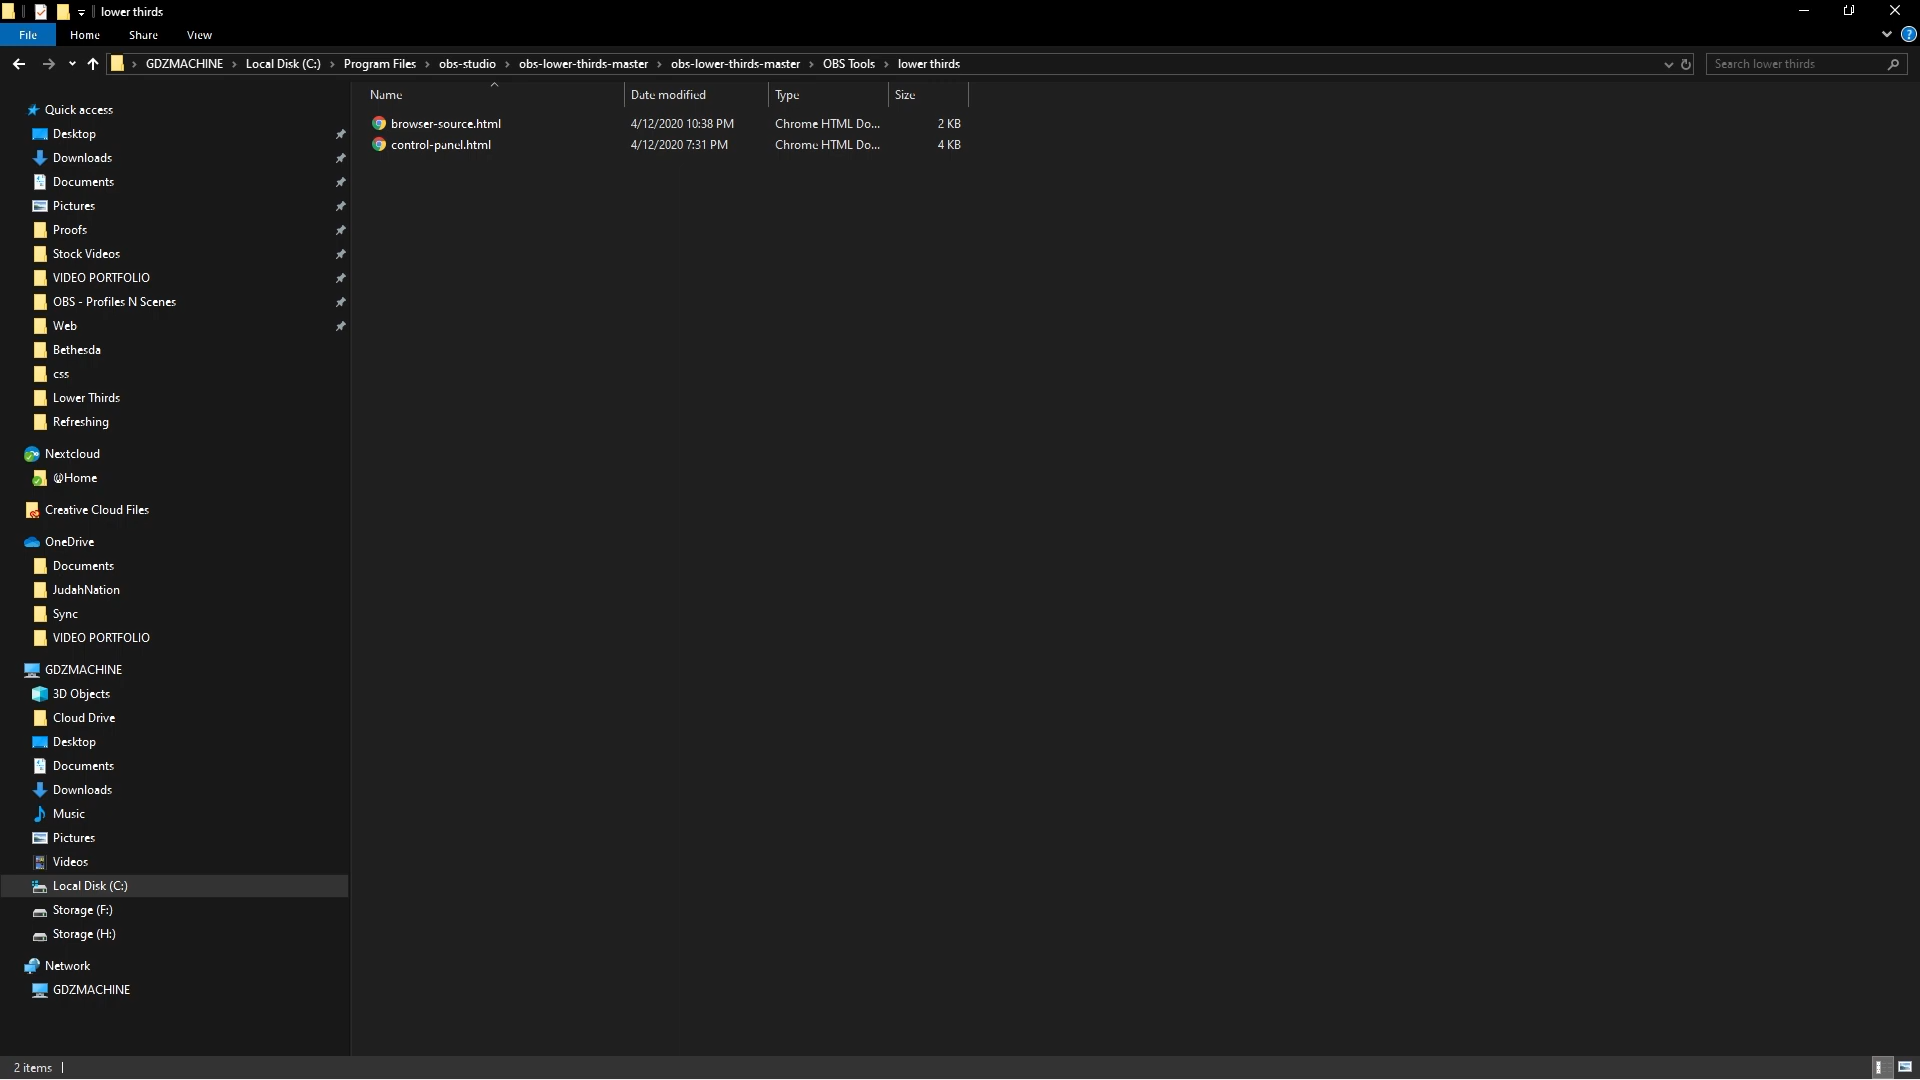 lower thirds
File Home Share View
GDZMACHINE Local Disk (C:) Program Files obs-studio obs-lower-thirds-master obs-lower-thirds-master OBS Tools lower thirds Search lower thirds
Name Date modified Type Size
browser-source.html 4/12/2020 10:38 PM Chrome HTML Do... 2 KB
control-panel.html 4/12/2020 7:31 PM Chrome HTML Do... 4 KB
Quick access
Desktop
Downloads
Documents
Pictures
Proofs
Stock Videos
VIDEO PORTFOLIO
OBS - Profiles N Scenes
Web
Bethesda
css
Lower Thirds
Refreshing
Nextcloud
@Home
Creative Cloud Files
OneDrive
Documents
JudahNation
Sync
VIDEO PORTFOLIO
GDZMACHINE
3D Objects
Cloud Drive
Desktop
Documents
Downloads
Music
Pictures
Videos
Local Disk (C:)
Storage (F:)
Storage (H:)
Network
GDZMACHINE
2 items